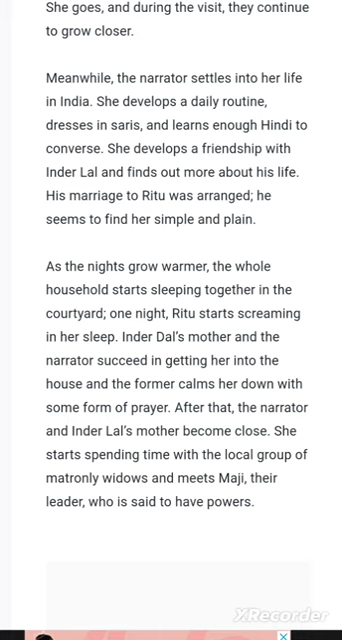 She goes, and during the visit, they continue
to grow closer.
Meanwhile, the narrator settles into her life
in India. She develops a daily routine,
dresses in saris, and learns enough Hindi to
converse. She develops a friendship with
Inder Lal and finds out more about his life.
His marriage to Ritu was arranged; he
seems to find her simple and plain.
As the nights grow warmer, the whole
household starts sleeping together in the
courtyard; one night, Ritu starts screaming
in her sleep. Inder Dal’s mother and the
narrator succeed in getting her into the
house and the former calms her down with
some form of prayer. After that, the narrator
and Inder Lal’s mother become close. She
starts spending time with the local group of
matronly widows and meets Maji, their
leader, who is said to have powers.
XRecorder